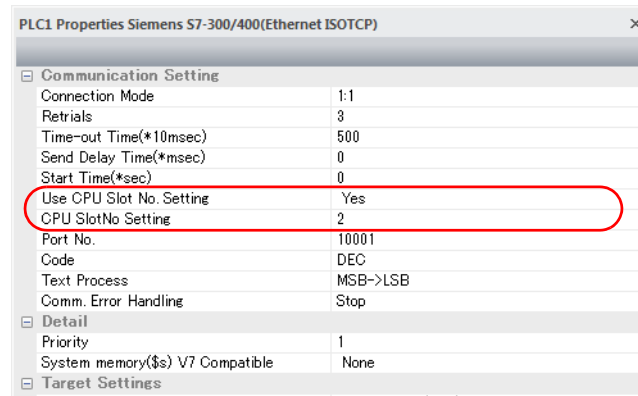 PLC1 Properties Siemens S7-300/400(Ethernet ISOTCP)
Communication Setting
Connection Mode 1:1
Retrials 3
Time-out Time(*10msec) 500
Send Delay Time(*msec) 0
Start Time(*sec) 0
Use CPU Slot No. Setting Yes
CPU SlotNo Setting 2
Port No. 10001
Code DEC
Text Process MSB->LSB
Comm. Error Handling Stop
Detail
Priority 1
System memory($s) V7 Compatible None
Target Settings